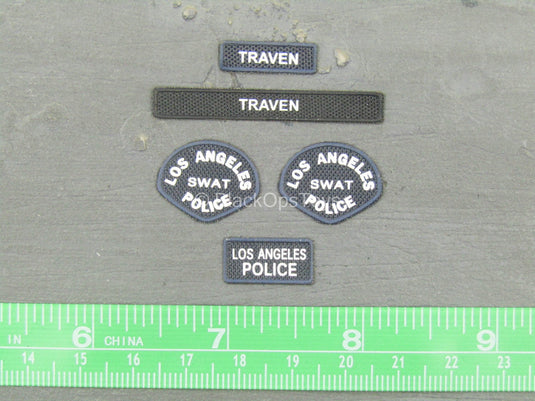 TRAVEN
TRAVEN
LOS ANGELES
SWAT
POLICE
LOS ANGELES
SWAT
POLICE
© BlackOpsToys
LOS ANGELES
POLICE
IN 6 CHINA 7 8 9
14 15 16 17 18 19 20 21 22 23